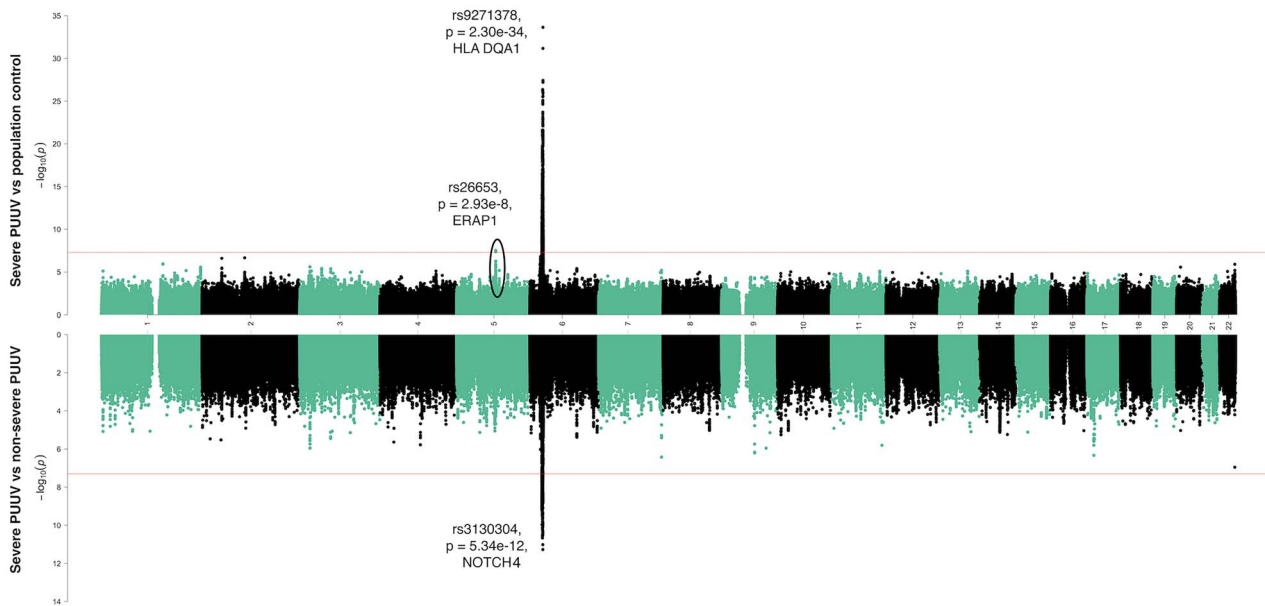 Severe PUUV vs population control
−log10(p)
35
30
25
20
15
10
5
0
rs9271378,
p = 2.30e-34,
HLA DQA1
rs26653,
p = 2.93e-8,
ERAP1
1 2 3 4 5 6 7 8 9 10 11 12 13 14 15 16 17 18 19 20 21 22
Severe PUUV vs non-severe PUUV
−log10(p)
0
2
4
6
8
10
12
14
rs3130304,
p = 5.34e-12,
NOTCH4